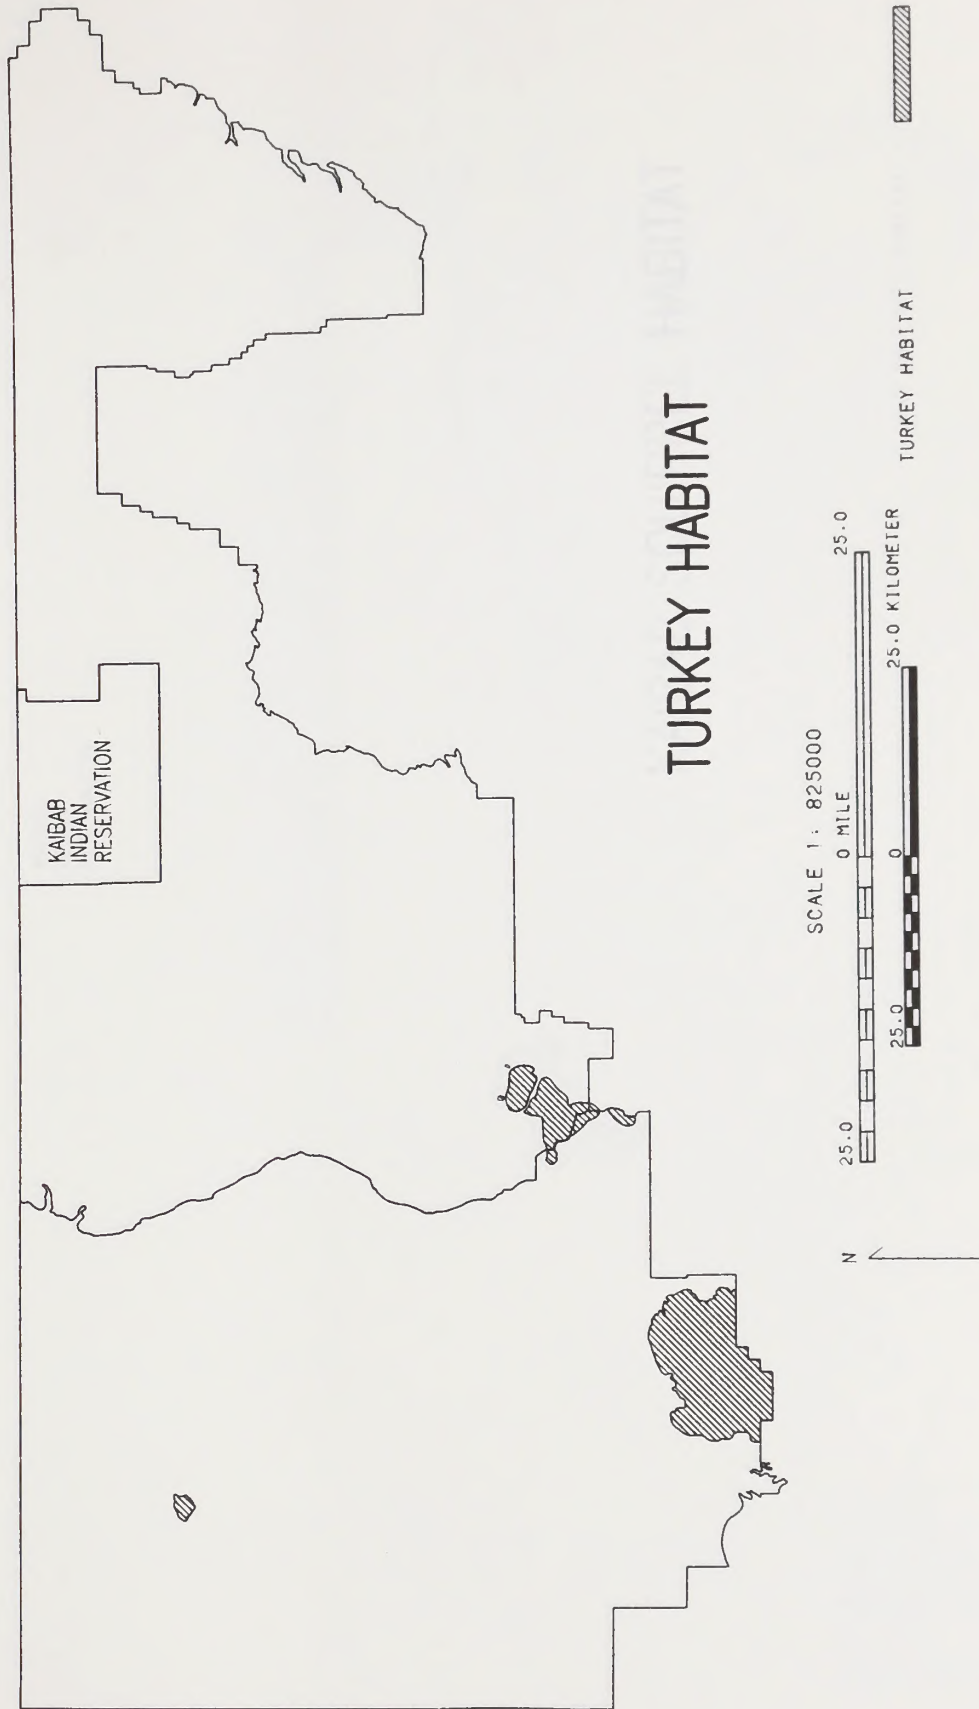 KAIBAB
INDIAN
RESERVATION
TURKEY HABITAT
SCALE 1: 825000
25.0 0 MILE 25.0
25.0 0 25.0 KILOMETER
TURKEY HABITAT
N